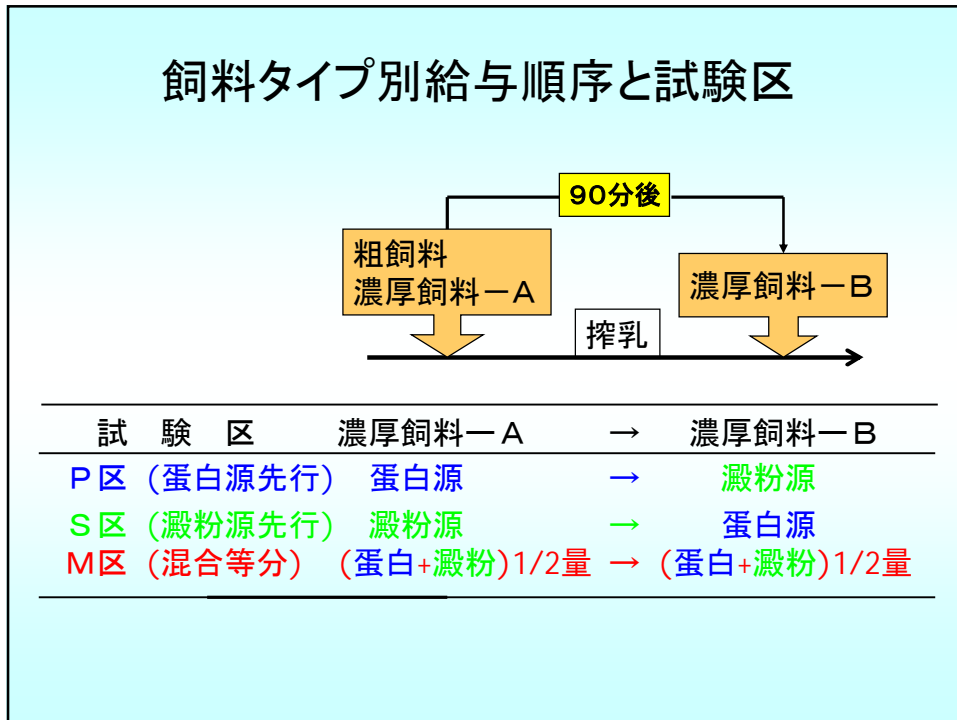 飼料タイプ別給与順序と試験区
90分後
粗飼料
濃厚飼料ーA
濃厚飼料ーB
搾乳
試 験 区 濃厚飼料ーA → 濃厚飼料ーB
P区 (蛋白源先行) 蛋白源 → 澱粉源
S区 (澱粉源先行) 澱粉源 → 蛋白源
M区 (混合等分) (蛋白+澱粉)1/2量 → (蛋白+澱粉)1/2量